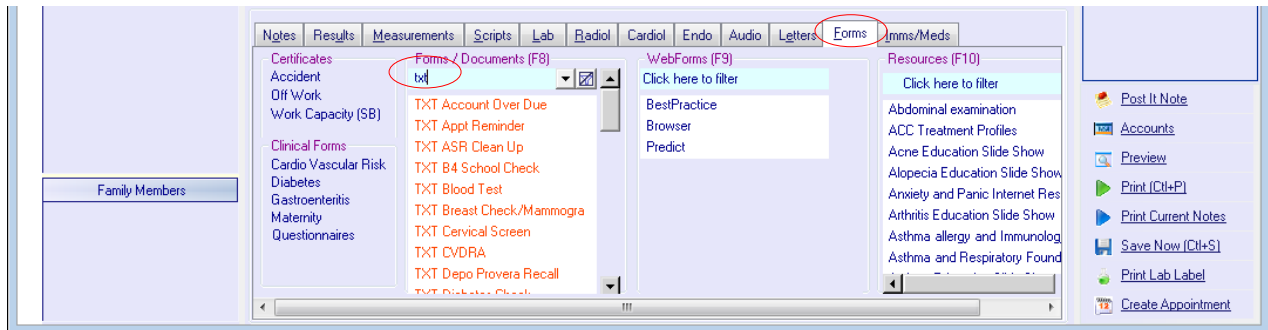 Family Members
Notes Results Measurements Scripts Lab Radiol Cardiol Endo Audio Letters Forms Imms/Meds
Certificates
Accident
Off Work
Work Capacity (SB)
Clinical Forms
Cardio Vascular Risk
Diabetes
Gastroenteritis
Maternity
Questionnaires
Forms / Documents (F8)
txt
TXT Account Over Due
TXT Appt Reminder
TXT ASR Clean Up
TXT B4 School Check
TXT Blood Test
TXT Breast Check/Mammogra
TXT Cervical Screen
TXT CVDRA
TXT Depo Provera Recall
WebForms (F9)
Click here to filter
BestPractice
Browser
Predict
Resources (F10)
Click here to filter
Abdominal examination
ACC Treatment Profiles
Acne Education Slide Show
Alopecia Education Slide Show
Anxiety and Panic Internet Res
Arthritis Education Slide Show
Asthma allergy and Immunolog
Asthma and Respiratory Found
Post It Note
Accounts
Preview
Print (Ctl+P)
Print Current Notes
Save Now (Ctl+S)
Print Lab Label
Create Appointment